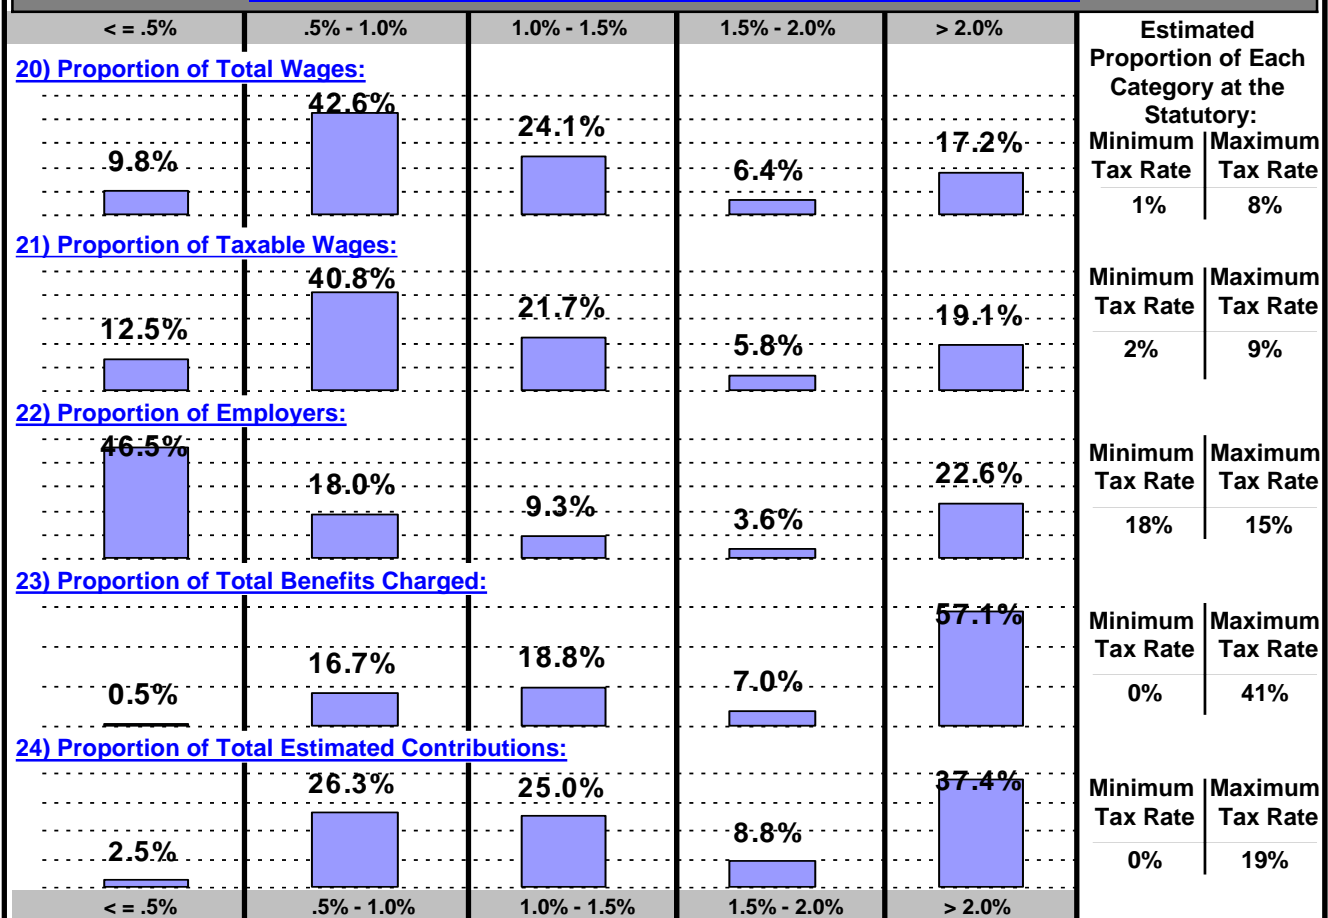 < = .5% .5% - 1.0% 1.0% - 1.5% 1.5% - 2.0% > 2.0%
Estimated
Proportion of Each
Category at the
Statutory:
20) Proportion of Total Wages:
9.8% 42.6% 24.1% 6.4% 17.2%
Minimum Maximum
Tax Rate Tax Rate
1% 8%
21) Proportion of Taxable Wages:
12.5% 40.8% 21.7% 5.8% 19.1%
Minimum Maximum
Tax Rate Tax Rate
2% 9%
22) Proportion of Employers:
46.5% 18.0% 9.3% 3.6% 22.6%
Minimum Maximum
Tax Rate Tax Rate
18% 15%
23) Proportion of Total Benefits Charged:
0.5% 16.7% 18.8% 7.0% 57.1%
Minimum Maximum
Tax Rate Tax Rate
0% 41%
24) Proportion of Total Estimated Contributions:
2.5% 26.3% 25.0% 8.8% 37.4%
Minimum Maximum
Tax Rate Tax Rate
0% 19%
< = .5% .5% - 1.0% 1.0% - 1.5% 1.5% - 2.0% > 2.0%